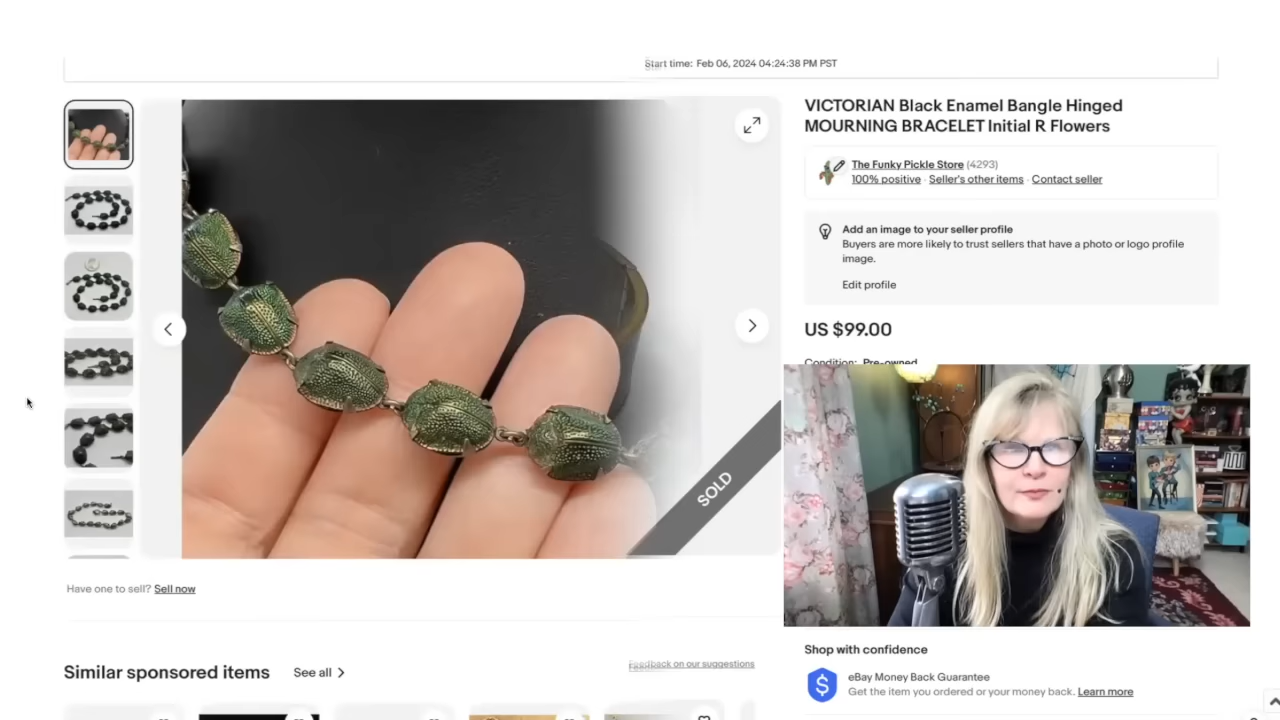 Start time: Feb 06, 2024 04:24:38 PM PST
VICTORIAN Black Enamel Bangle Hinged
MOURNING BRACELET Initial R Flowers
The Funky Pickle Store (4293)
100% positive · Seller's other items · Contact seller
Add an image to your seller profile
Buyers are more likely to trust sellers that have a photo or logo profile
image.
Edit profile
US $99.00
Condition: Pre-owned
SOLD
Have one to sell? Sell now
Similar sponsored items See all
Feedback on our suggestions
Shop with confidence
eBay Money Back Guarantee
Get the item you ordered or your money back. Learn more